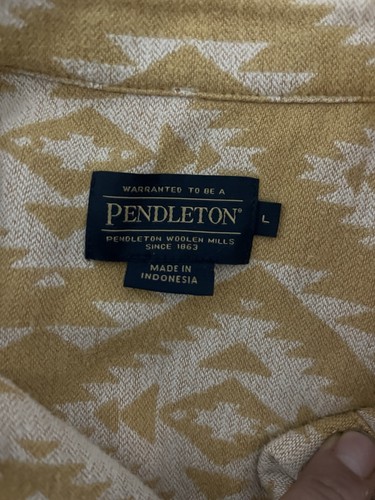 WARRANTED TO BE A
PENDLETON®
L
PENDLETON WOOLEN MILLS
SINCE 1863
MADE IN
INDONESIA